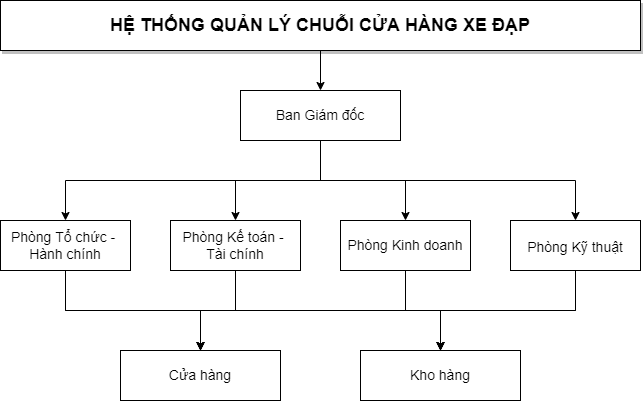 HỆ THỐNG QUẢN LÝ CHUỖI CỬA HÀNG XE ĐẠP
Ban Giám đốc
Phòng Tổ chức -
Hành chính
Phòng Kế toán -
Tài chính
Phòng Kinh doanh
Phòng Kỹ thuật
Cửa hàng
Kho hàng